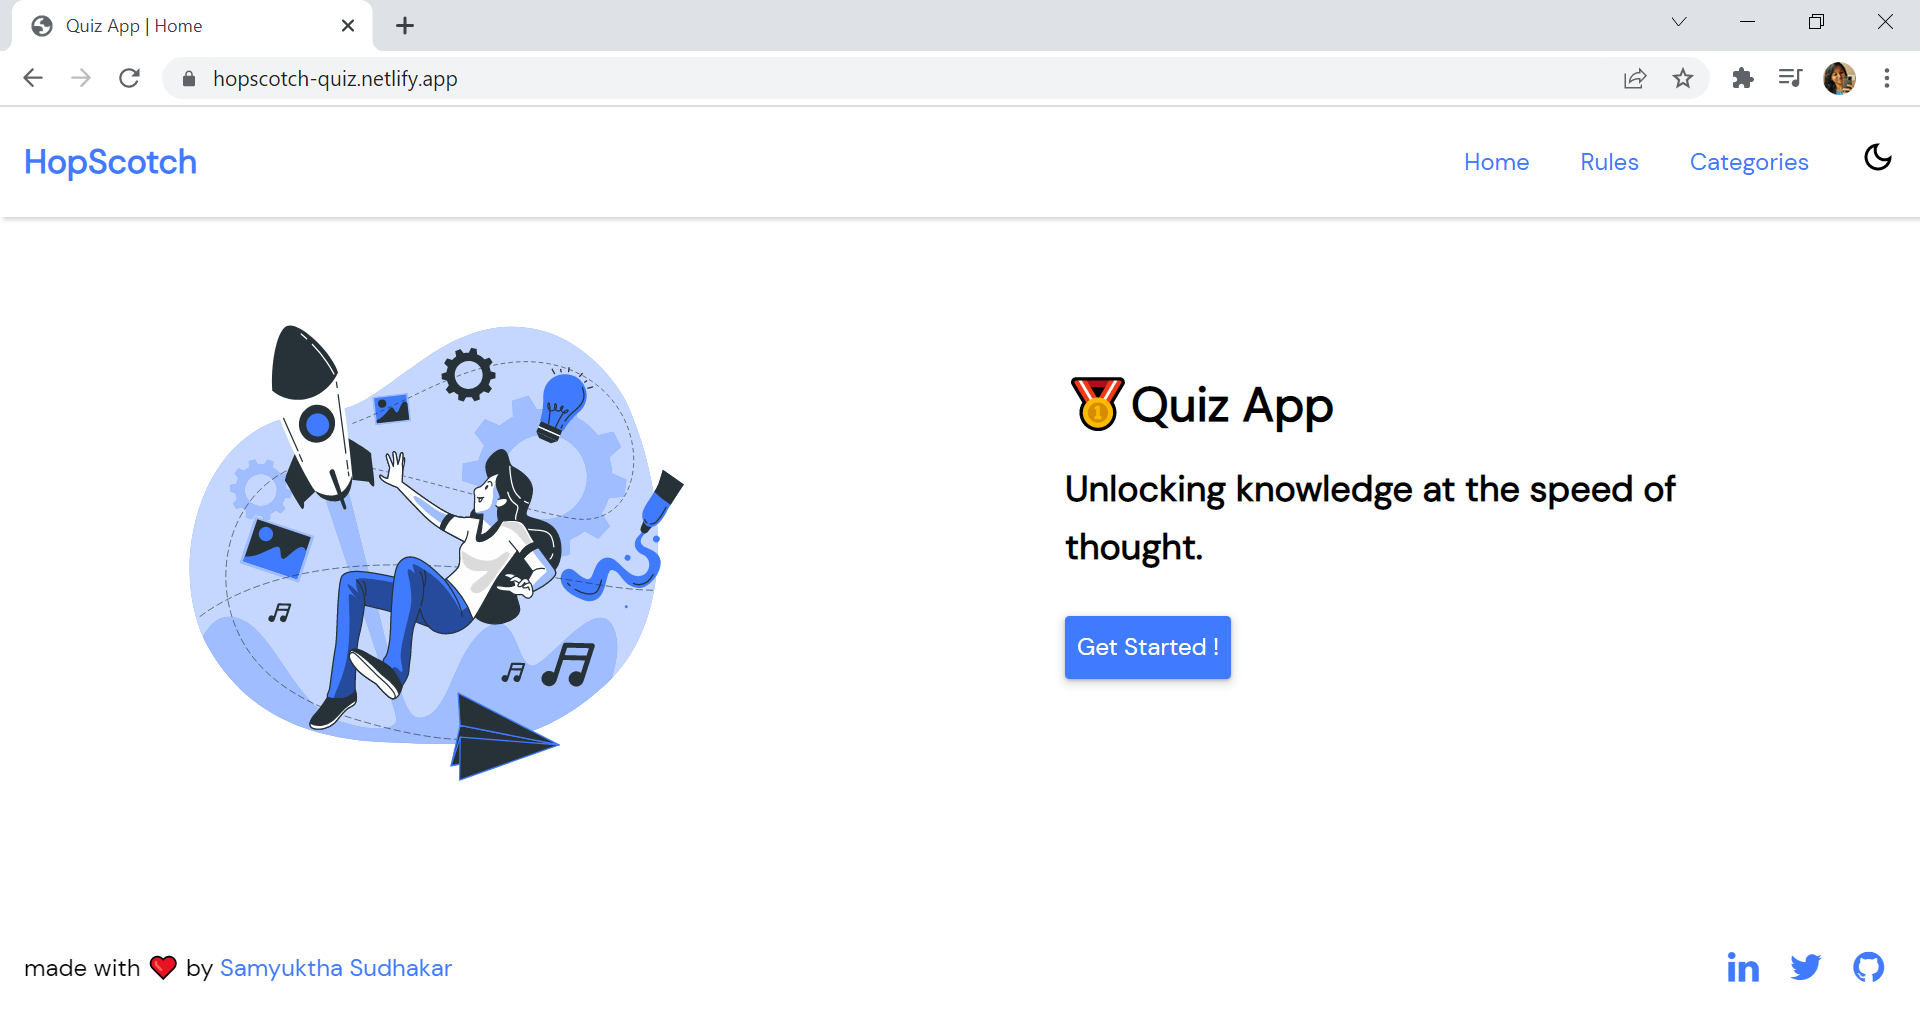 Quiz App | Home
hopscotch-quiz.netlify.app
HopScotch
Home Rules Categories
1
Quiz App
Unlocking knowledge at the speed of
thought.
Get Started !
made with ❤️ by Samyuktha Sudhakar